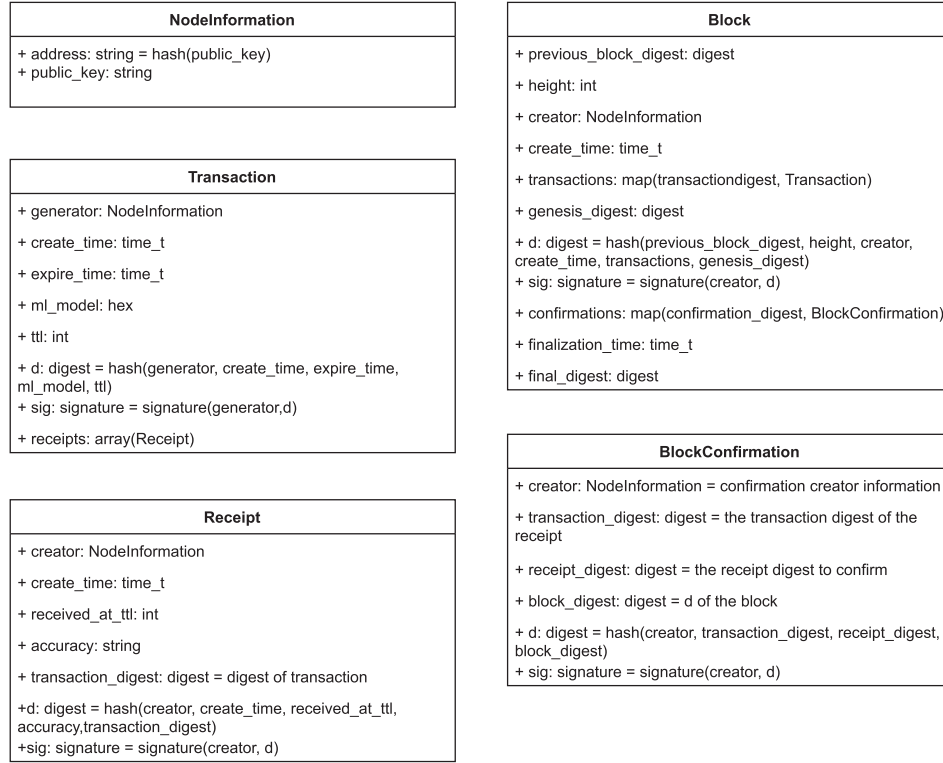 NodeInformation
+ address: string = hash(public_key)
+ public_key: string
Transaction
+ generator: NodeInformation
+ create_time: time_t
+ expire_time: time_t
+ ml_model: hex
+ ttl: int
+ d: digest = hash(generator, create_time, expire_time,
ml_model, ttl)
+ sig: signature = signature(generator,d)
+ receipts: array(Receipt)
Receipt
+ creator: NodeInformation
+ create_time: time_t
+ received_at_ttl: int
+ accuracy: string
+ transaction_digest: digest = digest of transaction
+d: digest = hash(creator, create_time, received_at_ttl,
accuracy,transaction_digest)
+sig: signature = signature(creator, d)
Block
+ previous_block_digest: digest
+ height: int
+ creator: NodeInformation
+ create_time: time_t
+ transactions: map(transactiondigest, Transaction)
+ genesis_digest: digest
+ d: digest = hash(previous_block_digest, height, creator,
create_time, transactions, genesis_digest)
+ sig: signature = signature(creator, d)
+ confirmations: map(confirmation_digest, BlockConfirmation)
+ finalization_time: time_t
+ final_digest: digest
BlockConfirmation
+ creator: NodeInformation = confirmation creator information
+ transaction_digest: digest = the transaction digest of the
receipt
+ receipt_digest: digest = the receipt digest to confirm
+ block_digest: digest = d of the block
+ d: digest = hash(creator, transaction_digest, receipt_digest,
block_digest)
+ sig: signature = signature(creator, d)